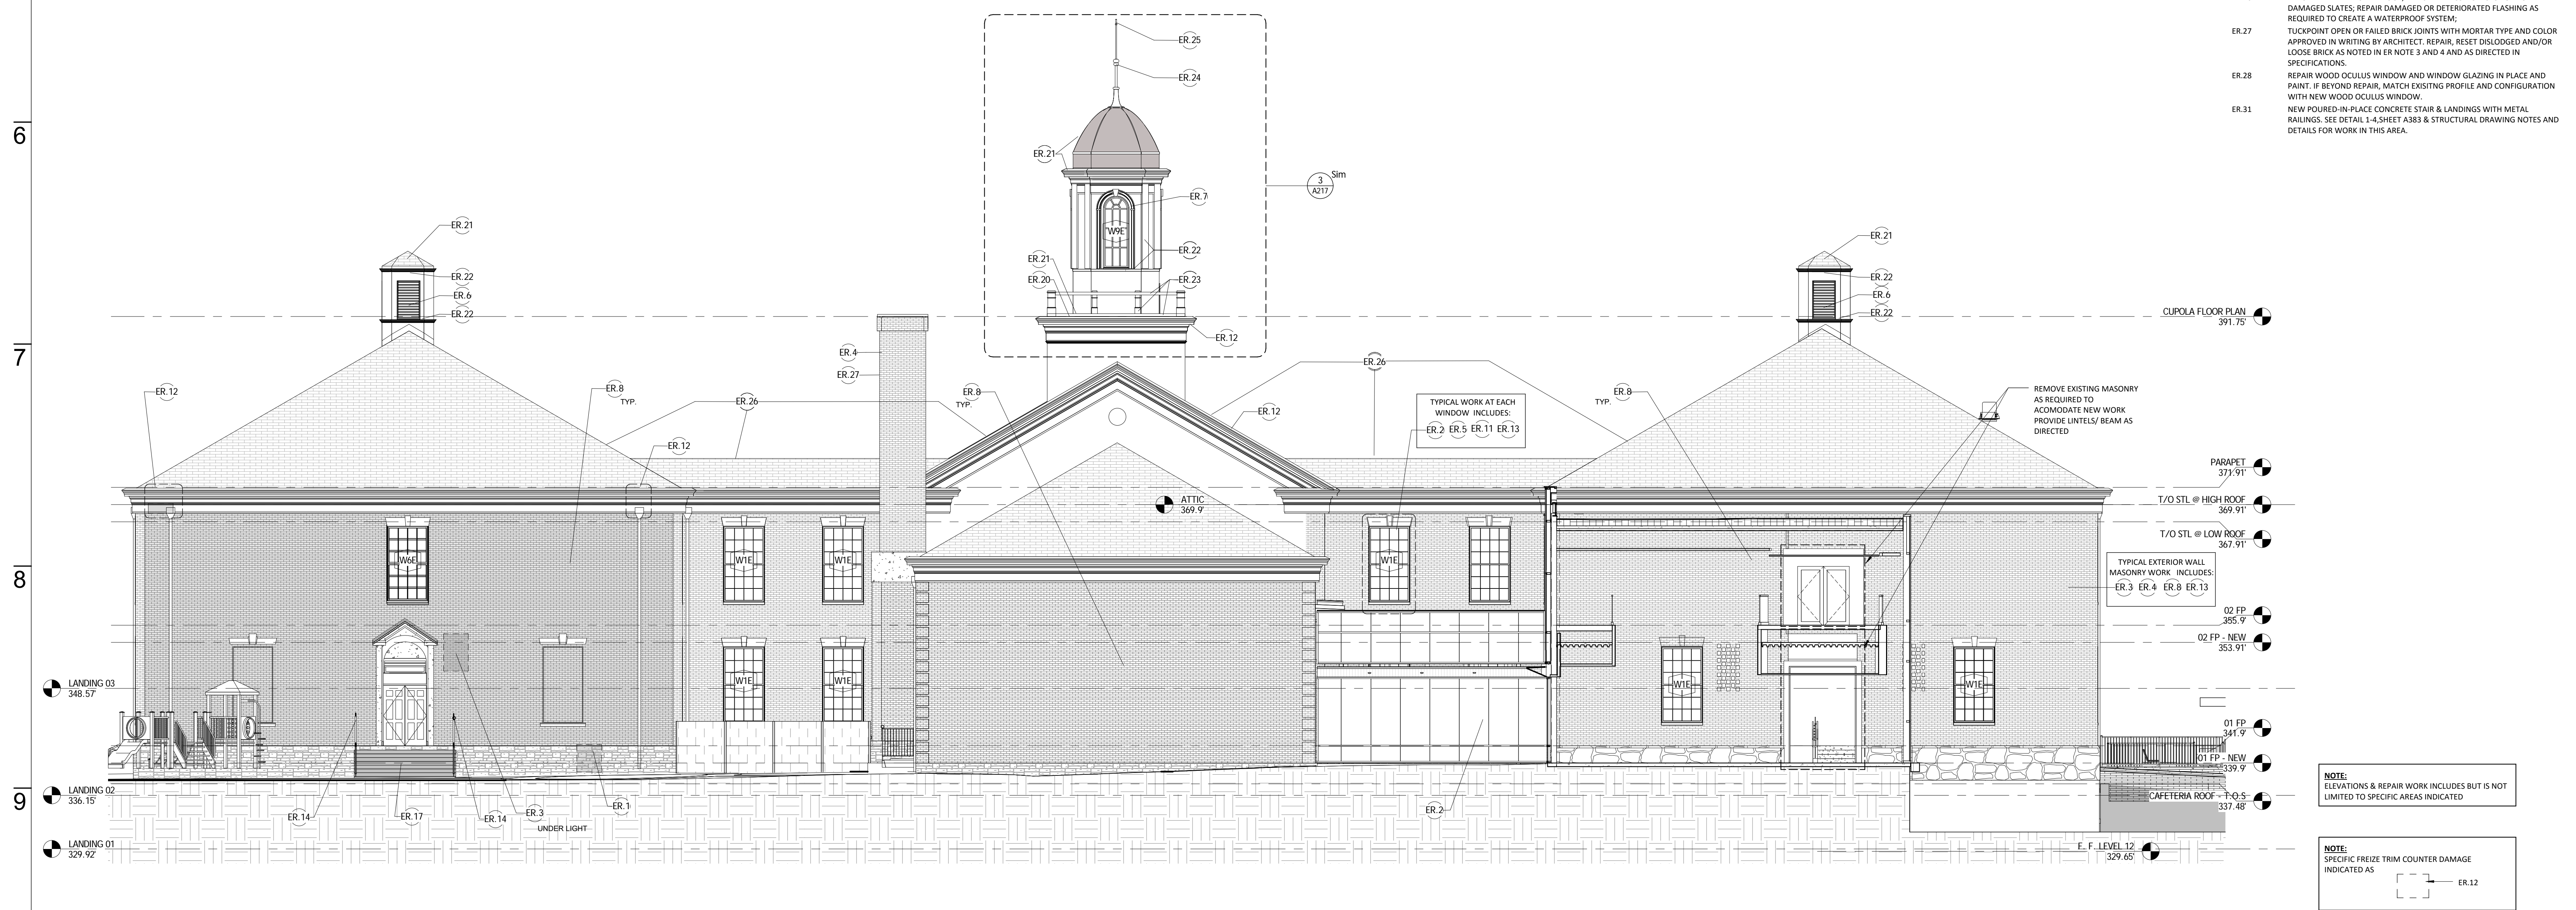 DAMAGED SLATES; REPAIR DAMAGED OR DETERIORATED FLASHING AS
REQUIRED TO CREATE A WATERPROOF SYSTEM;
ER.27 TUCKPOINT OPEN OR FAILED BRICK JOINTS WITH MORTAR TYPE AND COLOR
APPROVED IN WRITING BY ARCHITECT. REPAIR, RESET DISLODGED AND/OR
LOOSE BRICK AS NOTED IN ER NOTE 3 AND 4 AND AS DIRECTED IN
SPECIFICATIONS.
ER.28 REPAIR WOOD OCULUS WINDOW AND WINDOW GLAZING IN PLACE AND
PAINT. IF BEYOND REPAIR, MATCH EXISITNG PROFILE AND CONFIGURATION
WITH NEW WOOD OCULUS WINDOW.
ER.31 NEW POURED-IN-PLACE CONCRETE STAIR & LANDINGS WITH METAL
RAILINGS. SEE DETAIL 1-4,SHEET A383 & STRUCTURAL DRAWING NOTES AND
DETAILS FOR WORK IN THIS AREA.
6
7
8
9
ER.25
ER.24
ER.21
ER.7
W9E
ER.22
ER.21
ER.20
ER.23
ER.12
3
A217
Sim
ER.21
ER.22
ER.6
ER.22
ER.21
ER.22
ER.6
ER.22
CUPOLA FLOOR PLAN
391.75'
ER.4
ER.27
ER.12
ER.8
TYP.
ER.26
ER.8
TYP.
ER.26
ER.12
ER.12
TYPICAL WORK AT EACH
WINDOW INCLUDES:
ER.2 ER.5 ER.11 ER.13
ER.8
TYP.
REMOVE EXISTING MASONRY
AS REQUIRED TO
ACOMODATE NEW WORK
PROVIDE LINTELS/ BEAM AS
DIRECTED
PARAPET
371.91'
ATTIC
369.9'
T/O STL @ HIGH ROOF
369.91'
T/O STL @ LOW ROOF
367.91'
W6E
W1E
W1E
W1E
TYPICAL EXTERIOR WALL
MASONRY WORK INCLUDES:
ER.3 ER.4 ER.8 ER.13
02 FP
355.9'
02 FP - NEW
353.91'
W1E
W1E
W1E
W1E
LANDING 03
348.57'
01 FP
341.9'
01 FP - NEW
339.9'
LANDING 02
336.15'
CAFETERIA ROOF - T.O.S
337.48'
ER.14
ER.17
ER.14
ER.3
UNDER LIGHT
ER.1
ER.2
LANDING 01
329.92'
F. F. LEVEL 12
329.65'
NOTE:
ELEVATIONS & REPAIR WORK INCLUDES BUT IS NOT
LIMITED TO SPECIFIC AREAS INDICATED
NOTE:
SPECIFIC FREIZE TRIM COUNTER DAMAGE
INDICATED AS
ER.12